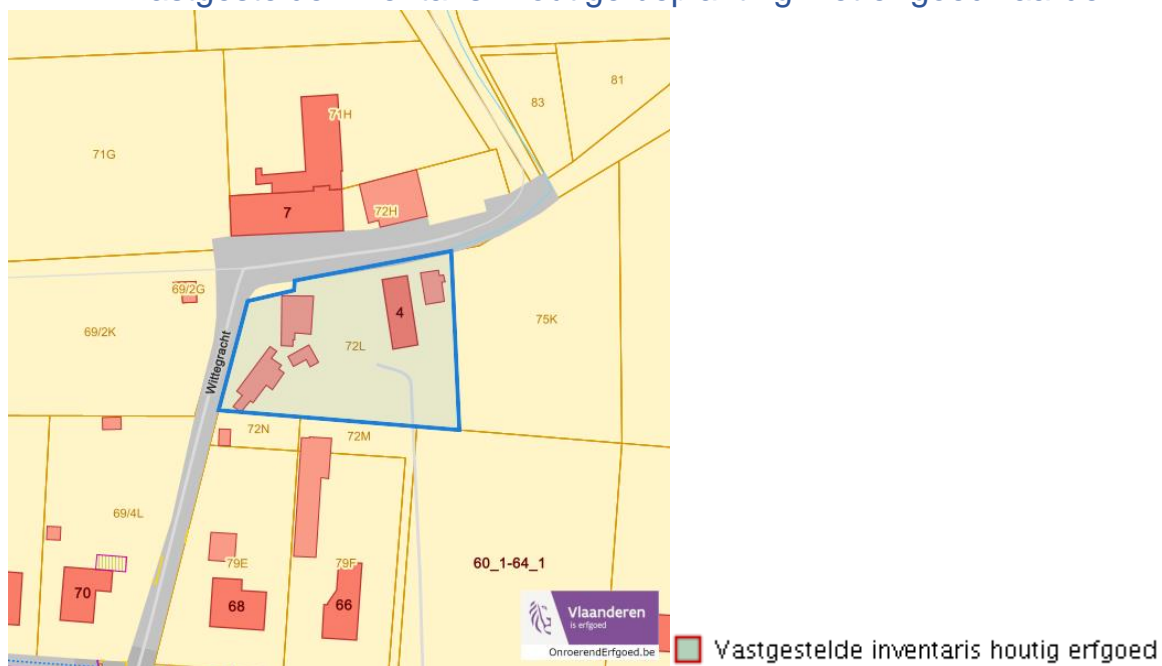 81
83
71H
71G
7
72H
69/2G
4
75K
69/2K
72L
Wittegracht
72N
72M
69/4L
79E
79F
60_1-64_1
70
68
66
Vlaanderen
is erfgoed
OnroerendErfgoed.be
Vastgestelde inventaris houtig erfgoed